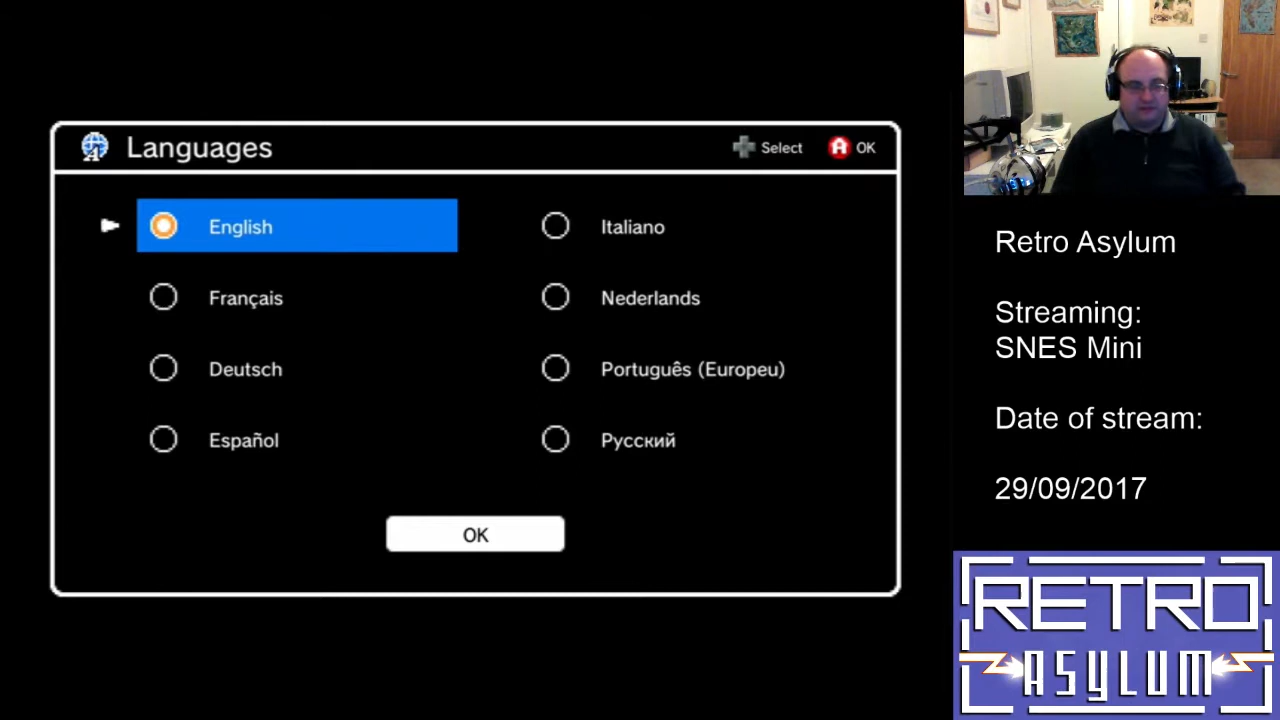 Languages
Select
A OK
English
Italiano
Français
Nederlands
Deutsch
Português (Europeu)
Español
Русский
OK
Retro Asylum
Streaming:
SNES Mini
Date of stream:
29/09/2017
RETRO
ASYLUM